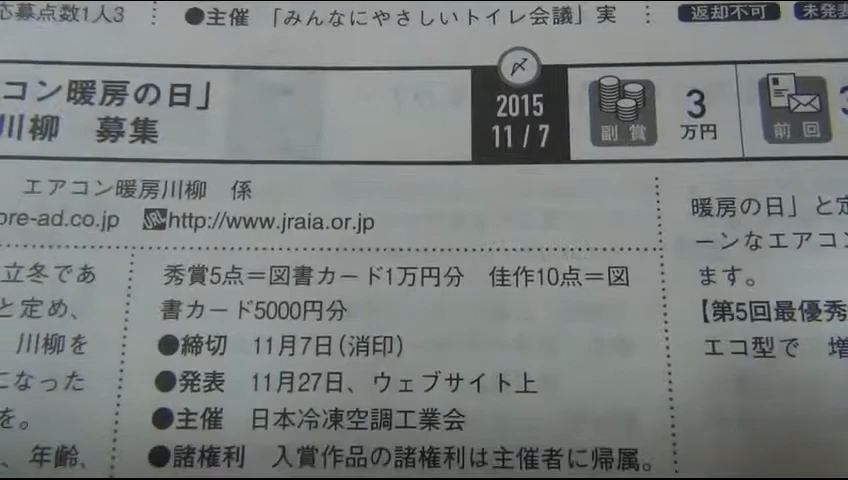 応募点数1人3
●主催 「みんなにやさしいトイレ会議」実
返却不可 未発表
コン暖房の日」
川柳 募集
〆
2015
11/7
副賞
3
万円
前回
3
エアコン暖房川柳 係
ore-ad.co.jp URL http://www.jraia.or.jp
立冬であ
と定め、
川柳を
になった
を。
、年齢、
秀賞5点=図書カード1万円分 佳作10点=図
書カード5000円分
●締切 11月7日(消印)
●発表 11月27日、ウェブサイト上
●主催 日本冷凍空調工業会
●諸権利 入賞作品の諸権利は主催者に帰属。
暖房の日」と定
ーンなエアコン
ます。
【第5回最優秀
エコ型で 増